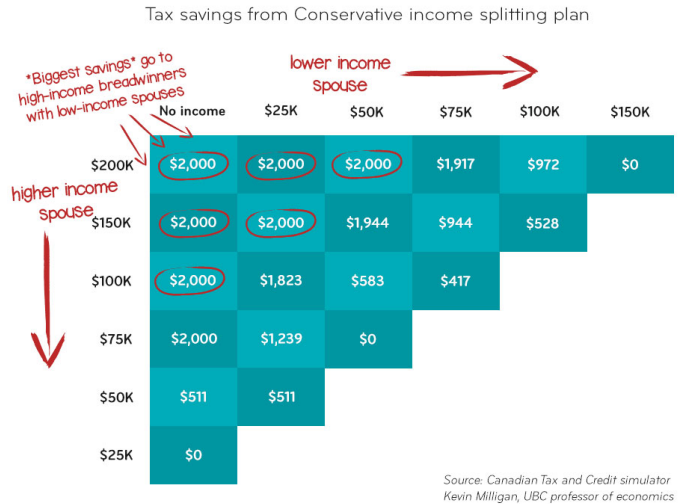 Tax savings from Conservative income splitting plan
*Biggest savings* go to
high-income breadwinners
with low-income spouses
lower income
spouse
No income $25K $50K $75K $100K $150K
higher income
spouse
$200K $2,000 $2,000 $2,000 $1,917 $972 $0
$150K $2,000 $2,000 $1,944 $944 $528
$100K $2,000 $1,823 $583 $417
$75K $2,000 $1,239 $0
$50K $511 $511
$25K $0
Source: Canadian Tax and Credit simulator
Kevin Milligan, UBC professor of economics